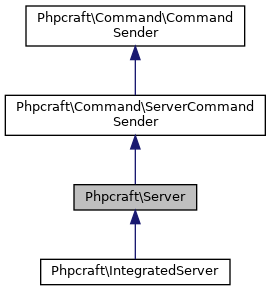 Phpcraft\Command\Command
Sender
Phpcraft\Command\ServerCommand
Sender
Phpcraft\Server
Phpcraft\IntegratedServer